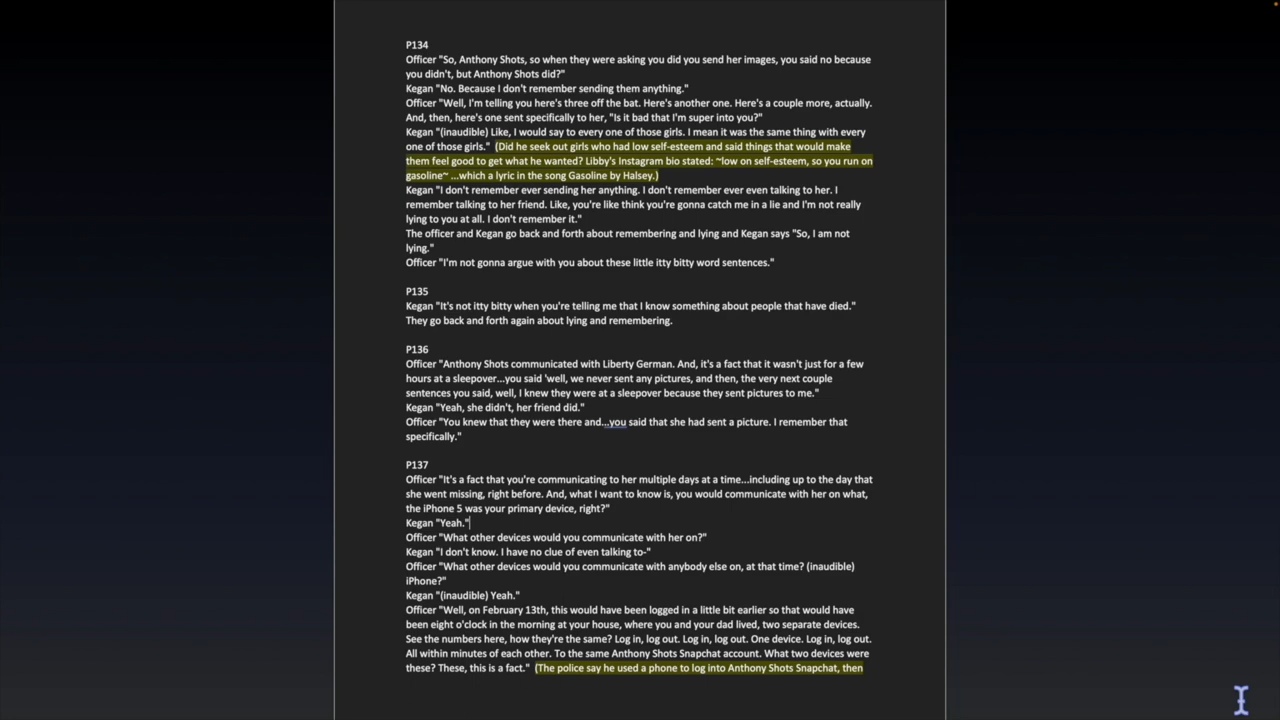 P134
Officer "So, Anthony Shots, so when they were asking you did you send her images, you said no because
you didn't, but Anthony Shots did?"
Kegan "No. Because I don't remember sending them anything."
Officer "Well, I'm telling you here's three off the bat. Here's another one. Here's a couple more, actually.
And, then, here's one sent specifically to her, "Is it bad that I'm super into you?"
Kegan "(inaudible) Like, I would say to every one of those girls. I mean it was the same thing with every
one of those girls." (Did he seek out girls who had low self-esteem and said things that would make
them feel good to get what he wanted? Libby's Instagram bio stated: ~low on self-esteem, so you run on
gasoline~ ...which a lyric in the song Gasoline by Halsey.)
Kegan "I don't remember ever sending her anything. I don't remember ever even talking to her. I
remember talking to her friend. Like, you're like think you're gonna catch me in a lie and I'm not really
lying to you at all. I don't remember it."
The officer and Kegan go back and forth about remembering and lying and Kegan says "So, I am not
lying."
Officer "I'm not gonna argue with you about these little itty bitty word sentences."
P135
Kegan "It's not itty bitty when you're telling me that I know something about people that have died."
They go back and forth again about lying and remembering.
P136
Officer "Anthony Shots communicated with Liberty German. And, it's a fact that it wasn't just for a few
hours at a sleepover...you said 'well, we never sent any pictures, and then, the very next couple
sentences you said, well, I knew they were at a sleepover because they sent pictures to me."
Kegan "Yeah, she didn't, her friend did."
Officer "You knew that they were there and...you said that she had sent a picture. I remember that
specifically."
P137
Officer "It's a fact that you're communicating to her multiple days at a time...including up to the day that
she went missing, right before. And, what I want to know is, you would communicate with her on what,
the iPhone 5 was your primary device, right?"
Kegan "Yeah."
Officer "What other devices would you communicate with her on?"
Kegan "I don't know. I have no clue of even talking to-"
Officer "What other devices would you communicate with anybody else on, at that time? (inaudible)
iPhone?"
Kegan "(inaudible) Yeah."
Officer "Well, on February 13th, this would have been logged in a little bit earlier so that would have
been eight o'clock in the morning at your house, where you and your dad lived, two separate devices.
See the numbers here, how they're the same? Log in, log out. Log in, log out. One device. Log in, log out.
All within minutes of each other. To the same Anthony Shots Snapchat account. What two devices were
these? These, this is a fact." (The police say he used a phone to log into Anthony Shots Snapchat, then